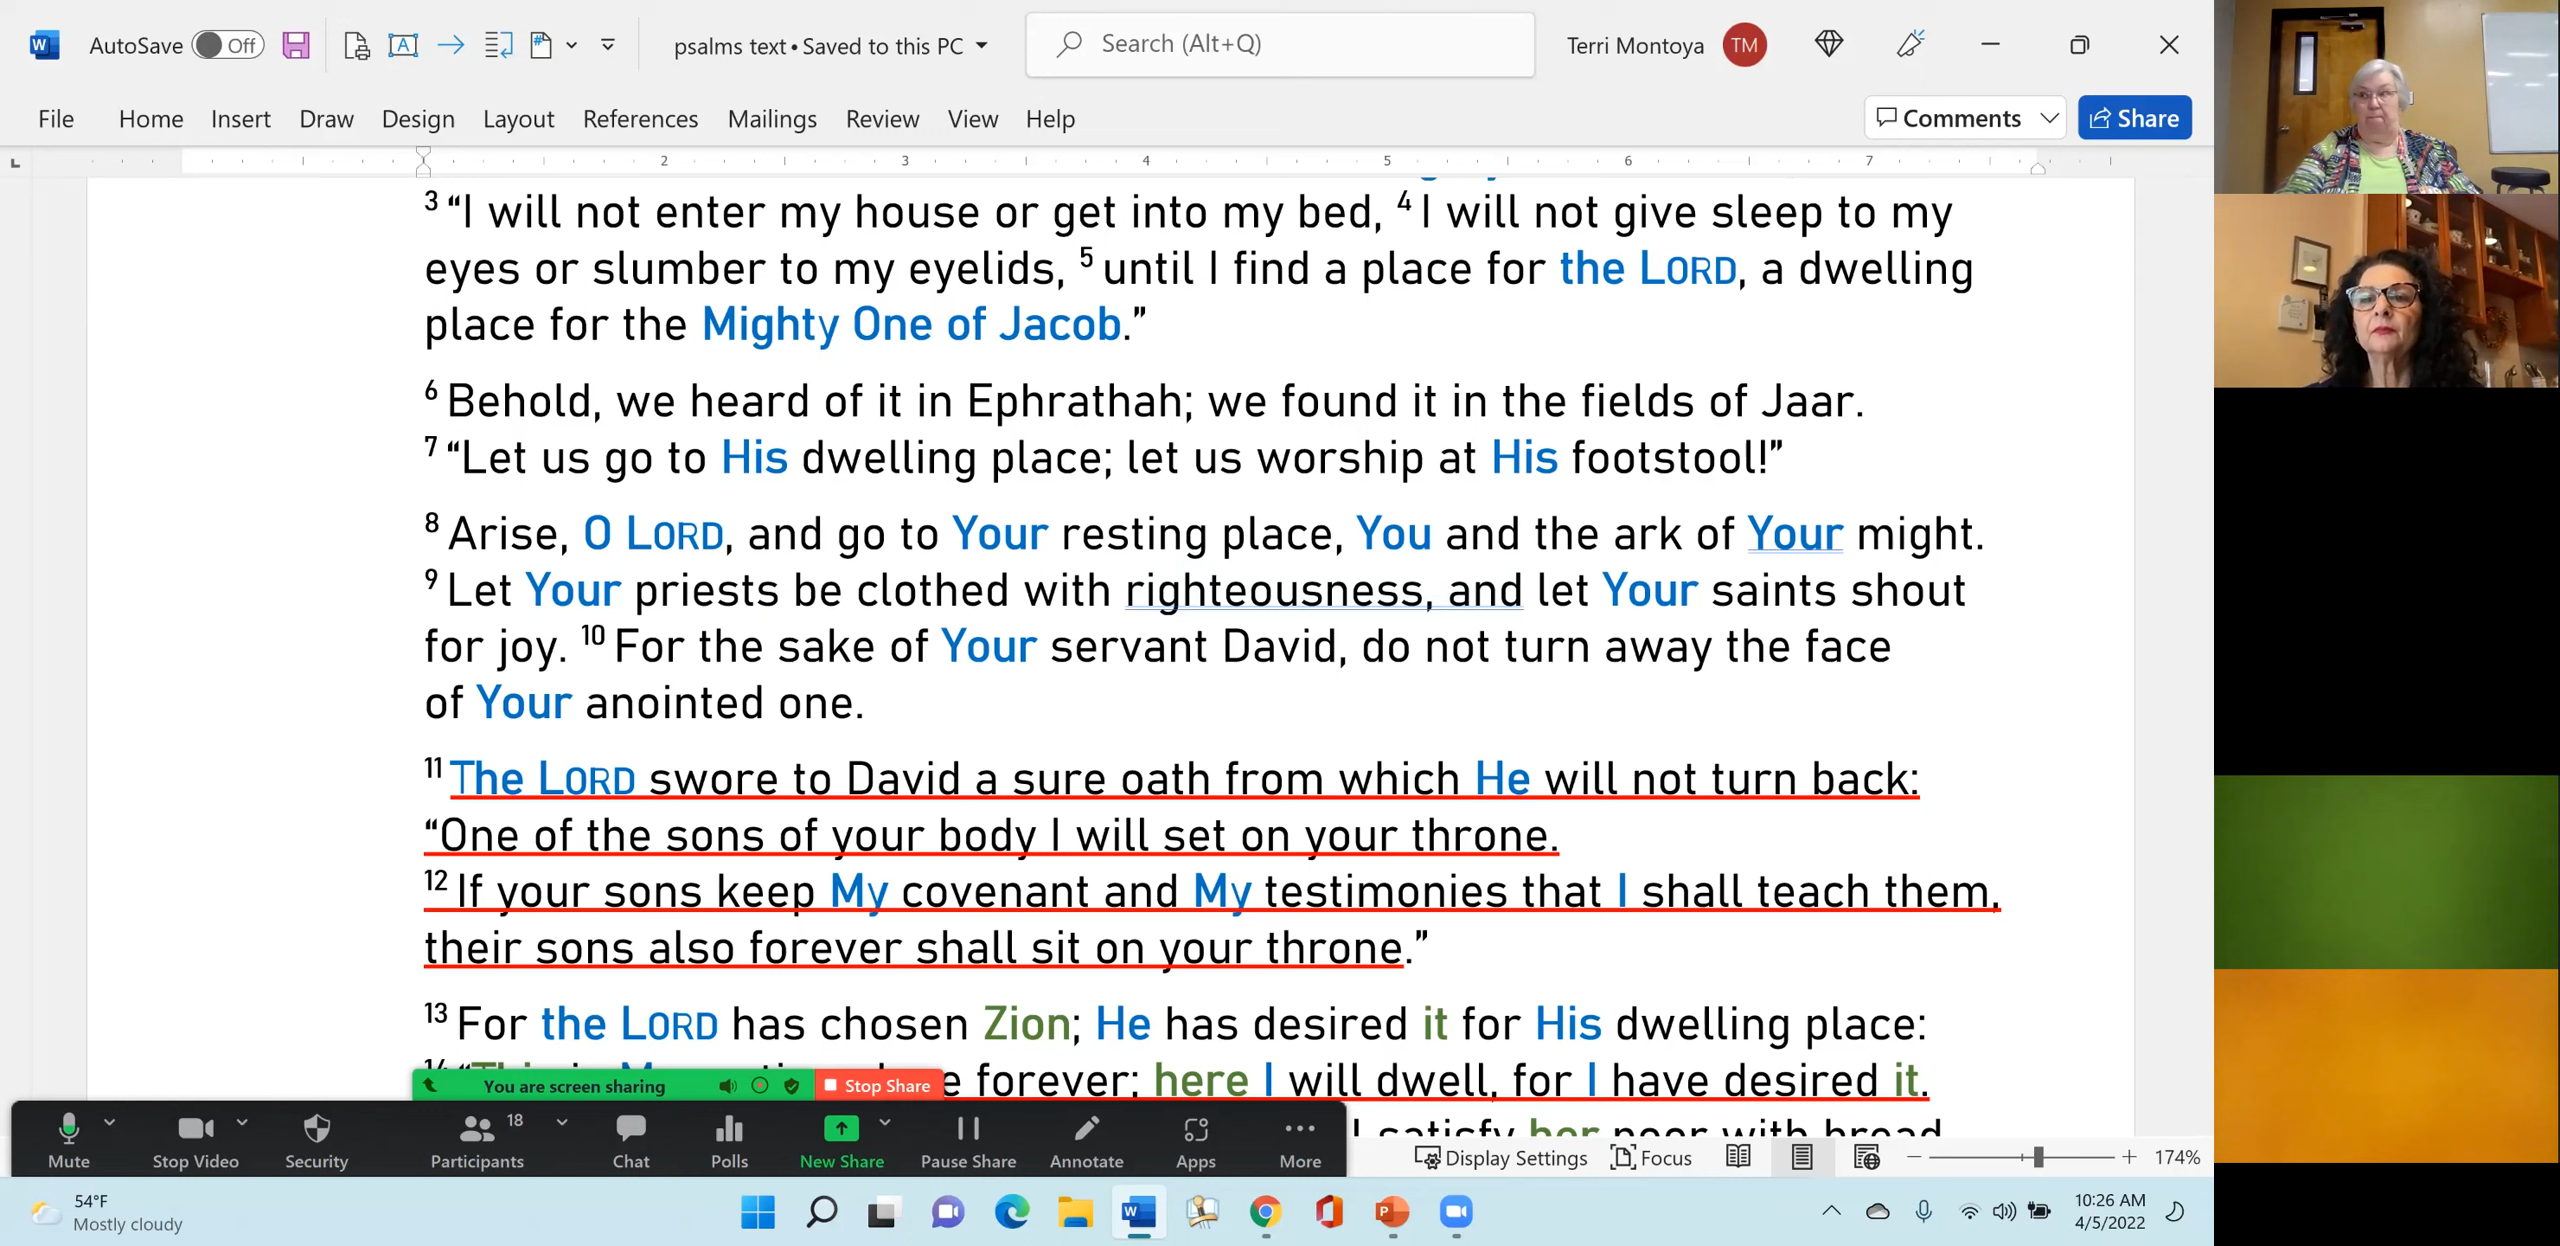 AutoSave Off psalms text • Saved to this PC Search (Alt+Q) Terri Montoya TM
File Home Insert Draw Design Layout References Mailings Review View Help Comments Share
2 3 4 5 6 7
3 “I will not enter my house or get into my bed, 4 I will not give sleep to my
eyes or slumber to my eyelids, 5 until I find a place for the LORD, a dwelling
place for the Mighty One of Jacob.”
6 Behold, we heard of it in Ephrathah; we found it in the fields of Jaar.
7 “Let us go to His dwelling place; let us worship at His footstool!”
8 Arise, O LORD, and go to Your resting place, You and the ark of Your might.
9 Let Your priests be clothed with righteousness, and let Your saints shout
for joy. 10 For the sake of Your servant David, do not turn away the face
of Your anointed one.
11 The LORD swore to David a sure oath from which He will not turn back:
“One of the sons of your body I will set on your throne.
12 If your sons keep My covenant and My testimonies that I shall teach them,
their sons also forever shall sit on your throne.”
13 For the LORD has chosen Zion; He has desired it for His dwelling place:
forever; here I will dwell, for I have desired it.
You are screen sharing Stop Share
I satisfy her poor with bread
18
Mute Stop Video Security Participants Chat Polls New Share Pause Share Annotate Apps More
Display Settings Focus 174%
54°F
Mostly cloudy
10:26 AM
4/5/2022